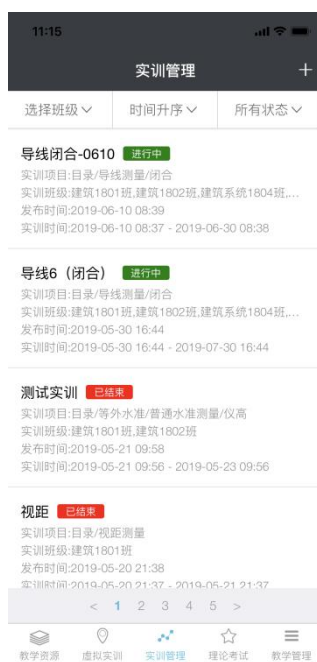 11:15
实训管理 +
选择班级 时间升序 所有状态
导线闭合-0610 进行中
实训项目:目录/导线测量/闭合
实训班级:建筑1801班,建筑1802班,建筑系统1804班,...
发布时间:2019-06-10 08:39
实训时间:2019-06-10 08:37 - 2019-06-30 08:38
导线6（闭合） 进行中
实训项目:目录/导线测量/闭合
实训班级:建筑1801班,建筑1802班,建筑系统1804班,...
发布时间:2019-05-30 16:44
实训时间:2019-05-30 16:44 - 2019-07-30 16:44
测试实训 已结束
实训项目:目录/等外水准/普通水准测量/仪高
实训班级:建筑1801班,建筑1802班
发布时间:2019-05-21 09:58
实训时间:2019-05-21 09:56 - 2019-05-23 09:56
视距 已结束
实训项目:目录/视距测量
实训班级:建筑1801班
发布时间:2019-05-20 21:38
实训时间:2019-05-20 21:37 - 2019-05-21 21:37
< 1 2 3 4 5 >
教学资源 虚拟实训 实训管理 理论考试 教学管理